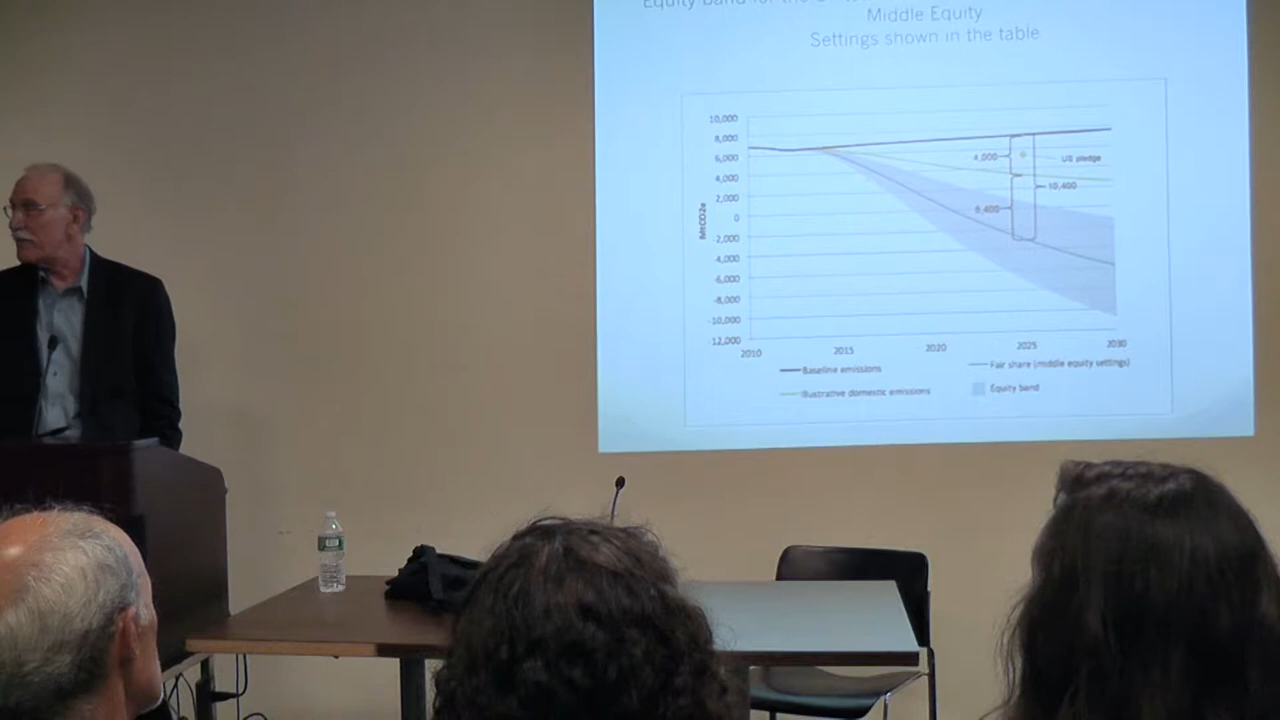 Equity band for the
Middle Equity
Settings shown in the table
10,000
8,000
6,000
4,000
2,000
0
-2,000
-4,000
-6,000
-8,000
-10,000
-12,000
MtCO2e
4,000
US pledge
10,400
6,400
2010
2015
2020
2025
2030
Baseline emissions
Fair share (middle equity settings)
Illustrative domestic emissions
Equity band